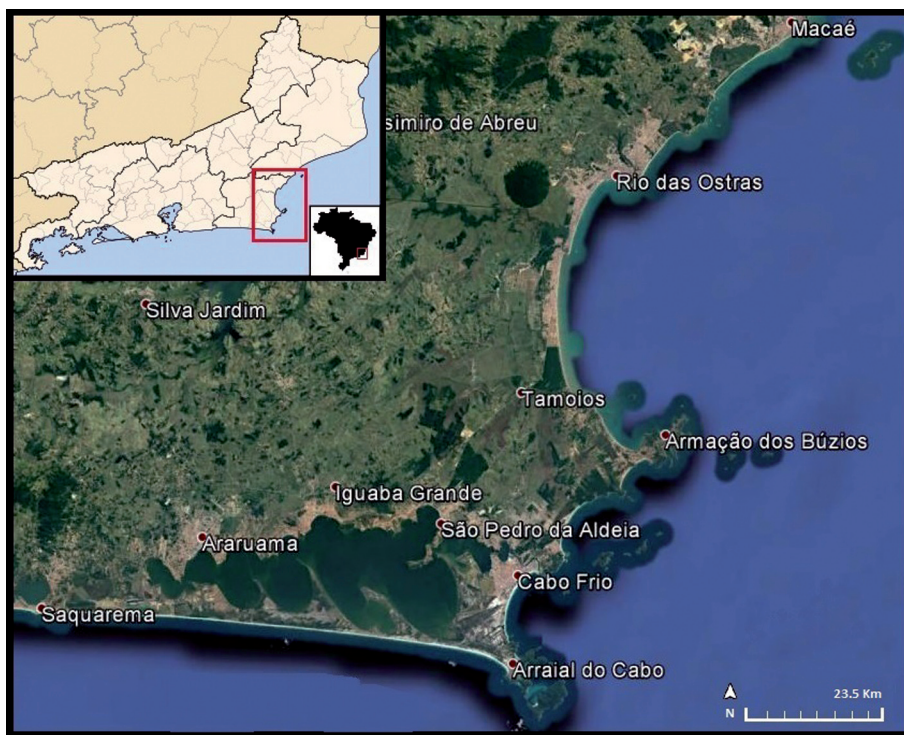 Macaé
simiro de Abreu
Rio das Ostras
Silva Jardim
Tamoios
Armação dos Búzios
Iguaba Grande
São Pedro da Aldeia
Araruama
Cabo Frio
Saquarema
Arraial do Cabo
23.5 Km
N